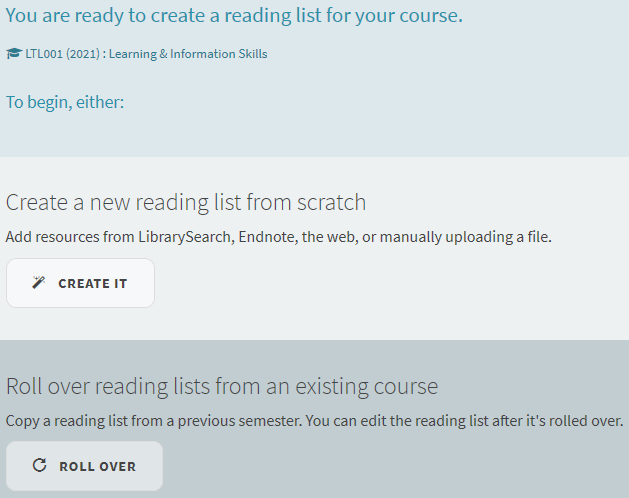 You are ready to create a reading list for your course.
LTL001 (2021) : Learning & Information Skills
To begin, either:
Create a new reading list from scratch
Add resources from LibrarySearch, Endnote, the web, or manually uploading a file.
CREATE IT
Roll over reading lists from an existing course
Copy a reading list from a previous semester. You can edit the reading list after it's rolled over.
ROLL OVER